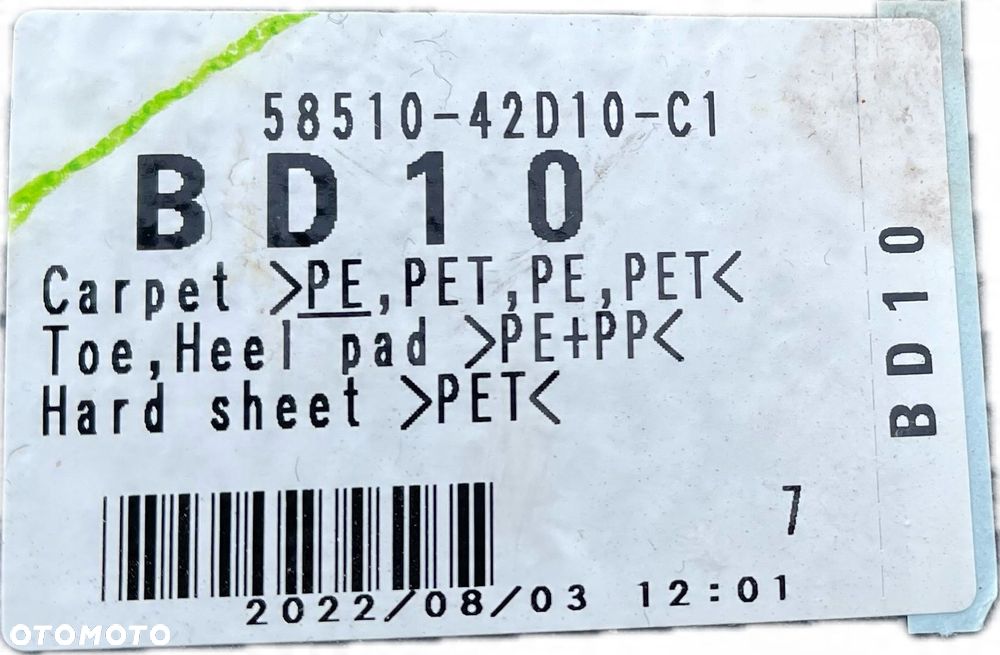 58510-42D10-C1
BD10
Carpet >PE,PET,PE,PET<
Toe,Heel pad >PE+PP<
Hard sheet >PET<
7
2022/08/03 12:01
BD10
OTOMOTO